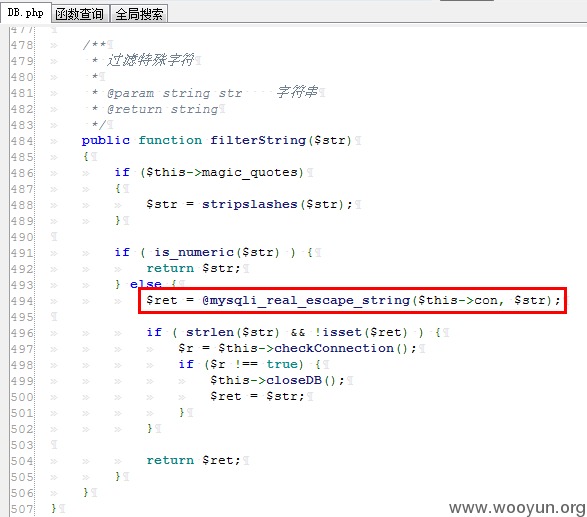 DB.php 函数查询 全局搜索
477
478 /**
479 * 过滤特殊字符
480 *
481 * @param string str 字符串
482 * @return string
483 */
484 public function filterString($str)
485 {
486 if ($this->magic_quotes)
487 {
488 $str = stripslashes($str);
489 }
490
491 if ( is_numeric($str) ) {
492 return $str;
493 } else {
494 $ret = @mysqli_real_escape_string($this->con, $str);
495
496 if ( strlen($str) && !isset($ret) ) {
497 $r = $this->checkConnection();
498 if ($r !== true) {
499 $this->closeDB();
500 $ret = $str;
501 }
502 }
503
504 return $ret;
505 }
506 }
507 }
www.wooyun.org